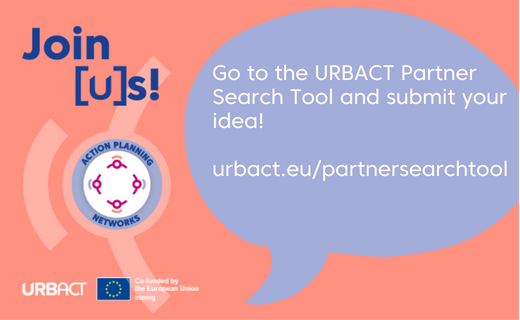 Join
[u]s!
Go to the URBACT Partner
Search Tool and submit your
idea!
urbact.eu/partnersearchtool
ACTION PLANNING
NETWORKS
URBACT
Co-funded by
the European Union
Interreg